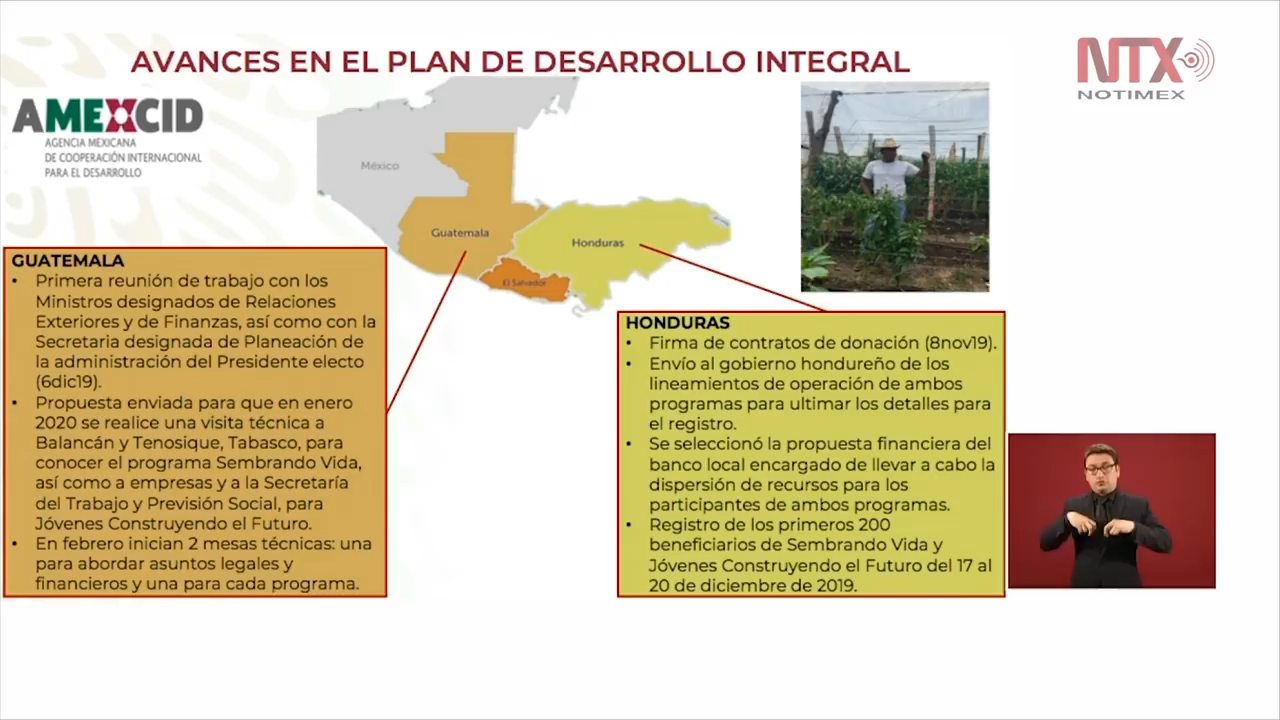 AVANCES EN EL PLAN DE DESARROLLO INTEGRAL
NTX
NOTIMEX
AMEXCID
AGENCIA MEXICANA
DE COOPERACIÓN INTERNACIONAL
PARA EL DESARROLLO
México
Guatemala
Honduras
El Salvador
GUATEMALA
• Primera reunión de trabajo con los
Ministros designados de Relaciones
Exteriores y de Finanzas, así como con la
Secretaria designada de Planeación de
la administración del Presidente electo
(6dic19).
• Propuesta enviada para que en enero
2020 se realice una visita técnica a
Balancán y Tenosique, Tabasco, para
conocer el programa Sembrando Vida,
así como a empresas y a la Secretaría
del Trabajo y Previsión Social, para
Jóvenes Construyendo el Futuro.
• En febrero inician 2 mesas técnicas: una
para abordar asuntos legales y
financieros y una para cada programa.
HONDURAS
• Firma de contratos de donación (8nov19).
• Envío al gobierno hondureño de los
lineamientos de operación de ambos
programas para ultimar los detalles para
el registro.
• Se seleccionó la propuesta financiera del
banco local encargado de llevar a cabo la
dispersión de recursos para los
participantes de ambos programas.
• Registro de los primeros 200
beneficiarios de Sembrando Vida y
Jóvenes Construyendo el Futuro del 17 al
20 de diciembre de 2019.